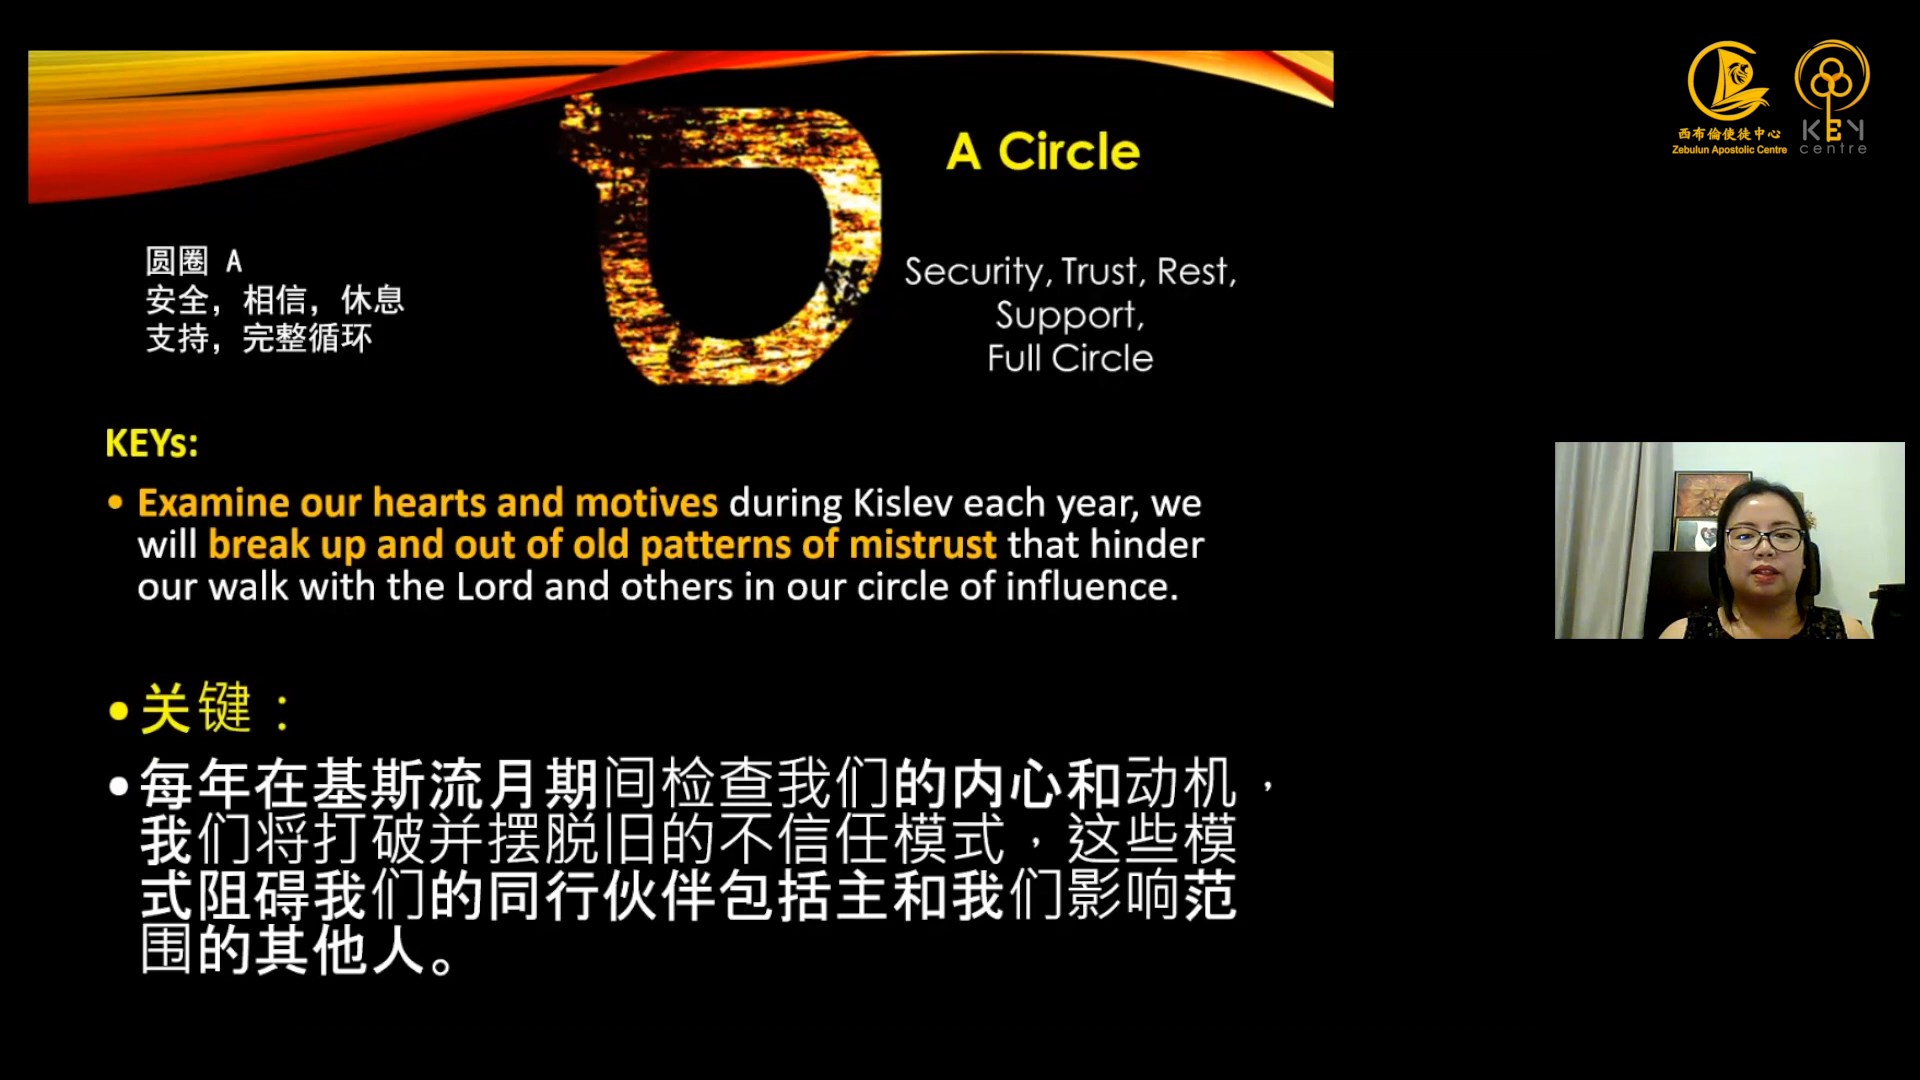 ס
A Circle
Security, Trust, Rest,
Support,
Full Circle
圆圈 A
安全，相信，休息
支持，完整循环
KEYs:
• Examine our hearts and motives during Kislev each year, we
will break up and out of old patterns of mistrust that hinder
our walk with the Lord and others in our circle of influence.
• 关键：
• 每年在基斯流月期间检查我们的内心和动机，
我们将打破并摆脱旧的不信任模式，这些模
式阻碍我们的同行伙伴包括主和我们影响范
围的其他人。
西布倫使徒中心
Zebulun Apostolic Centre
KEY
centre